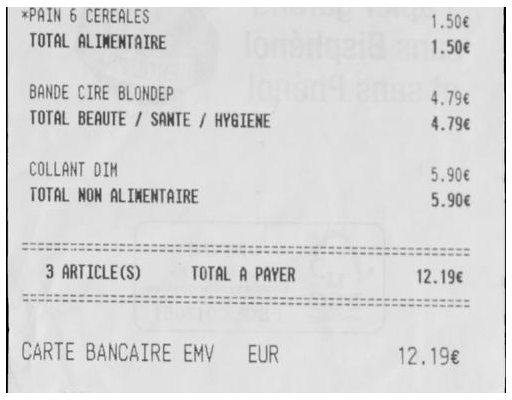 *PAIN 6 CEREALES 1.50€
TOTAL ALIMENTAIRE 1.50€
BANDE CIRE BLONDEP 4.79€
TOTAL BEAUTE / SANTE / HYGIENE 4.79€
COLLANT DIM 5.90€
TOTAL NON ALIMENTAIRE 5.90€
3 ARTICLE(S) TOTAL A PAYER 12.19€
CARTE BANCAIRE EMV EUR 12.19€